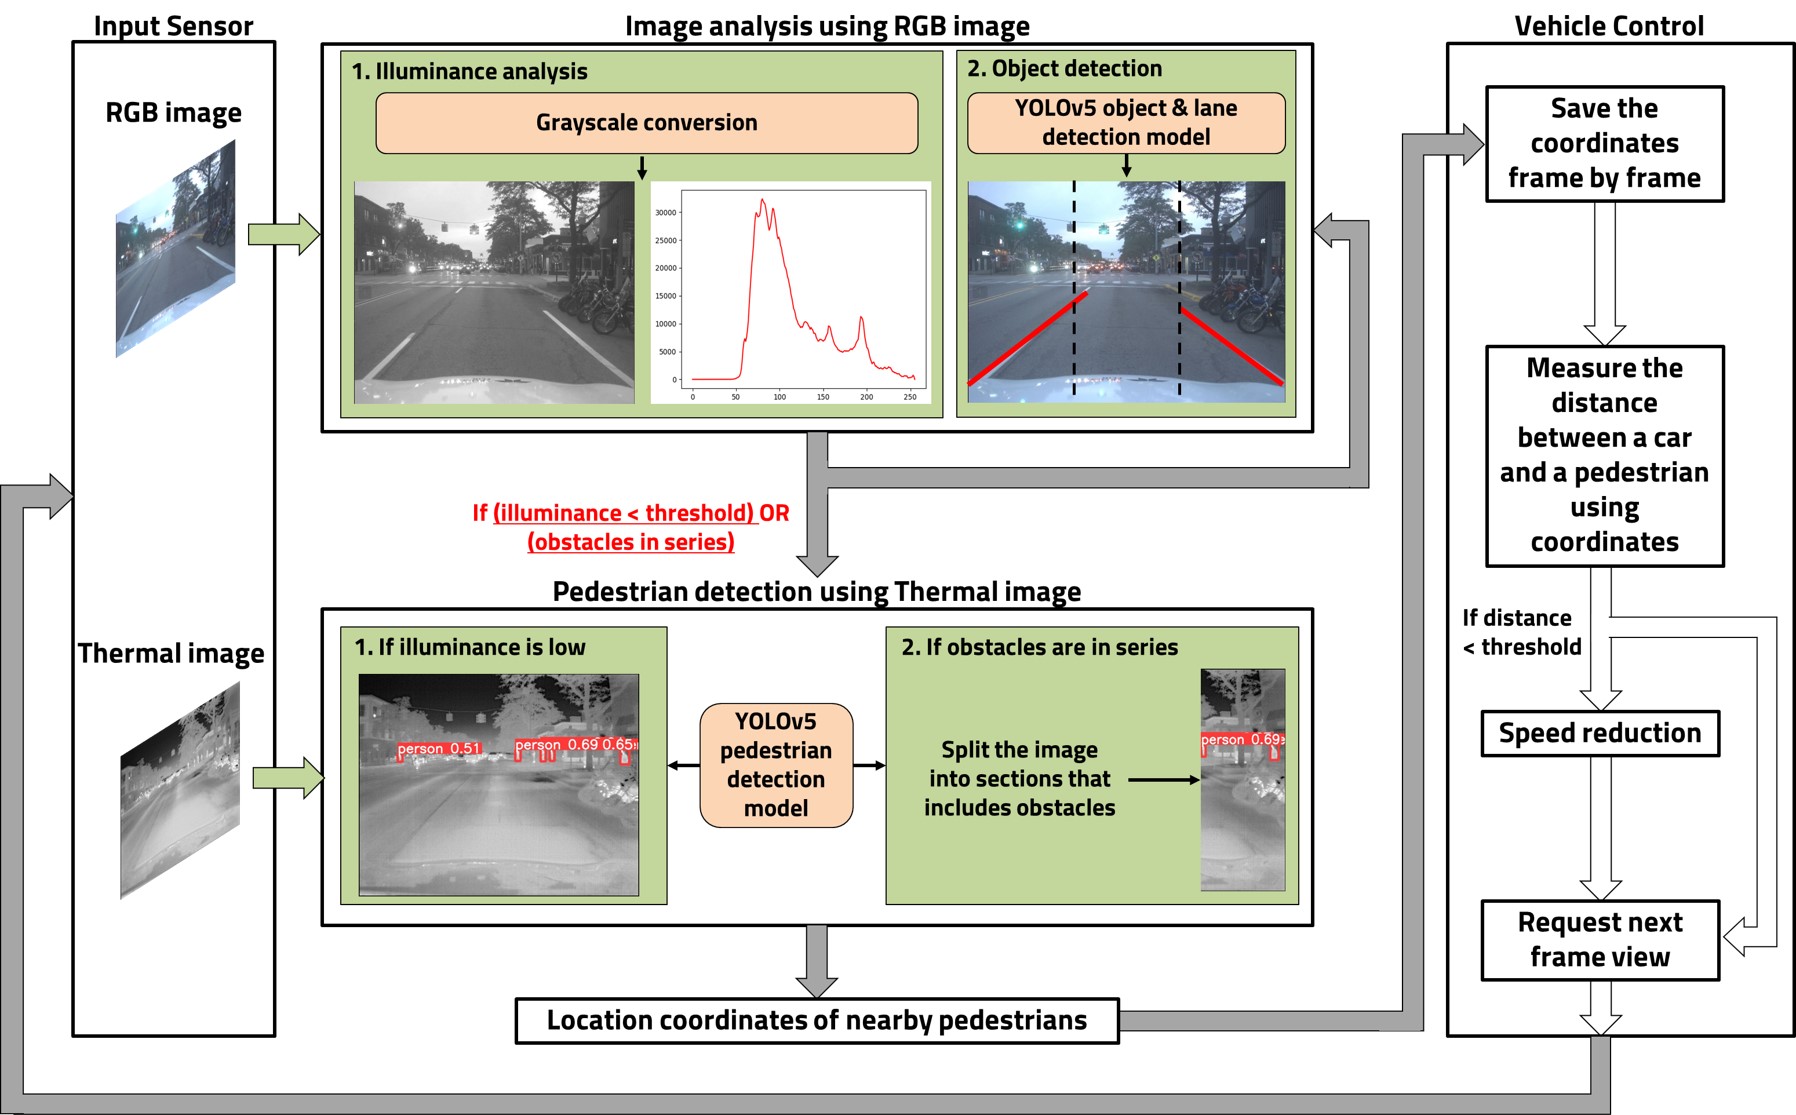 Input Sensor
RGB image
Thermal image
Image analysis using RGB image
1. Illuminance analysis
Grayscale conversion
30000
25000
20000
15000
10000
5000
0
0 50 100 150 200 250
2. Object detection
YOLOv5 object & lane
detection model
If (illuminance < threshold) OR
(obstacles in series)
Pedestrian detection using Thermal image
1. If illuminance is low
person 0.51
person 0.69 0.65
YOLOv5
pedestrian
detection
model
2. If obstacles are in series
Split the image
into sections that
includes obstacles
person 0.69
Location coordinates of nearby pedestrians
Vehicle Control
Save the
coordinates
frame by frame
Measure the
distance
between a car
and a pedestrian
using
coordinates
If distance
< threshold
Speed reduction
Request next
frame view